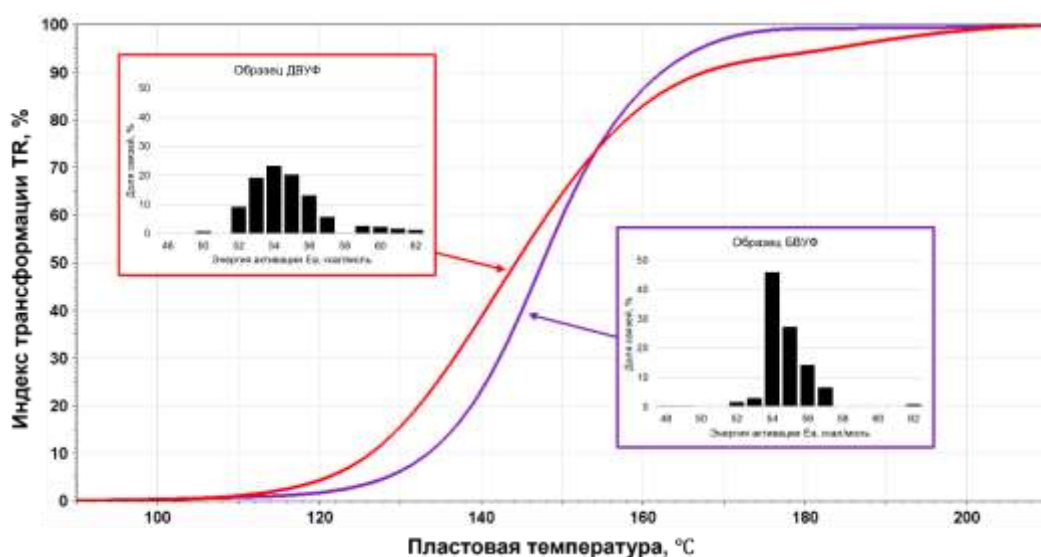 Индекс трансформации TR, %
100
90
80
70
60
50
40
30
20
10
0
Образец ДВУФ
Доля связей, %
50
40
30
20
10
0
48 50 52 54 56 58 60 62
Энергия активации Ea, ккал/моль
Образец БВУФ
Доля связей, %
50
40
30
20
10
0
48 50 52 54 56 58 60 62
Энергия активации Ea, ккал/моль
100 120 140 160 180 200
Пластовая температура, °C